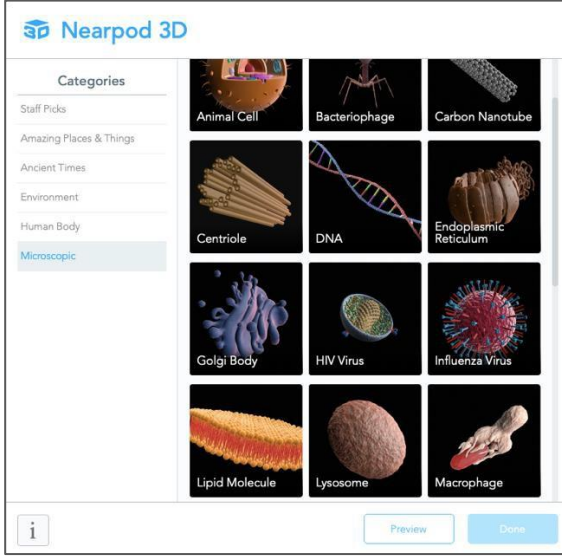 3D Nearpod 3D
Categories
Staff Picks
Amazing Places & Things
Ancient Times
Environment
Human Body
Microscopic
Animal Cell
Bacteriophage
Carbon Nanotube
Centriole
DNA
Endoplasmic
Reticulum
Golgi Body
HIV Virus
Influenza Virus
Lipid Molecule
Lysosome
Macrophage
i
Preview
Done